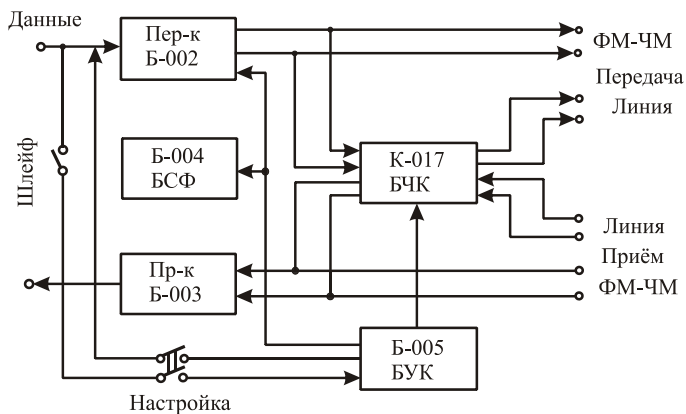 Данные
Пер-к
Б-002
ФМ-ЧМ
Передача
Линия
Шлейф
Б-004
БСФ
К-017
БЧК
Линия
Приём
ФМ-ЧМ
Пр-к
Б-003
Б-005
БУК
Настройка